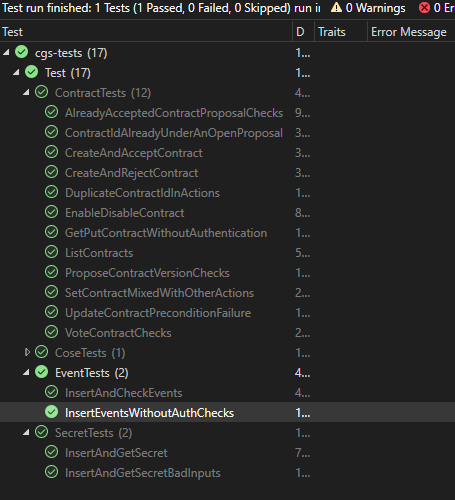 Test run finished: 1 Tests (1 Passed, 0 Failed, 0 Skipped) run i 0 Warnings 0 Er
Test D Traits Error Message
cgs-tests (17) 1...
Test (17) 1...
ContractTests (12) 4...
AlreadyAcceptedContractProposalChecks 9...
ContractIdAlreadyUnderAnOpenProposal 3...
CreateAndAcceptContract 3...
CreateAndRejectContract 3...
DuplicateContractIdInActions 1...
EnableDisableContract 8...
GetPutContractWithoutAuthentication 1...
ListContracts 5...
ProposeContractVersionChecks 1...
SetContractMixedWithOtherActions 2...
UpdateContractPreconditionFailure 1...
VoteContractChecks 2...
CoseTests (1) 1...
EventTests (2) 4...
InsertAndCheckEvents 4...
InsertEventsWithoutAuthChecks 1...
SecretTests (2) 1...
InsertAndGetSecret 7...
InsertAndGetSecretBadInputs 1...